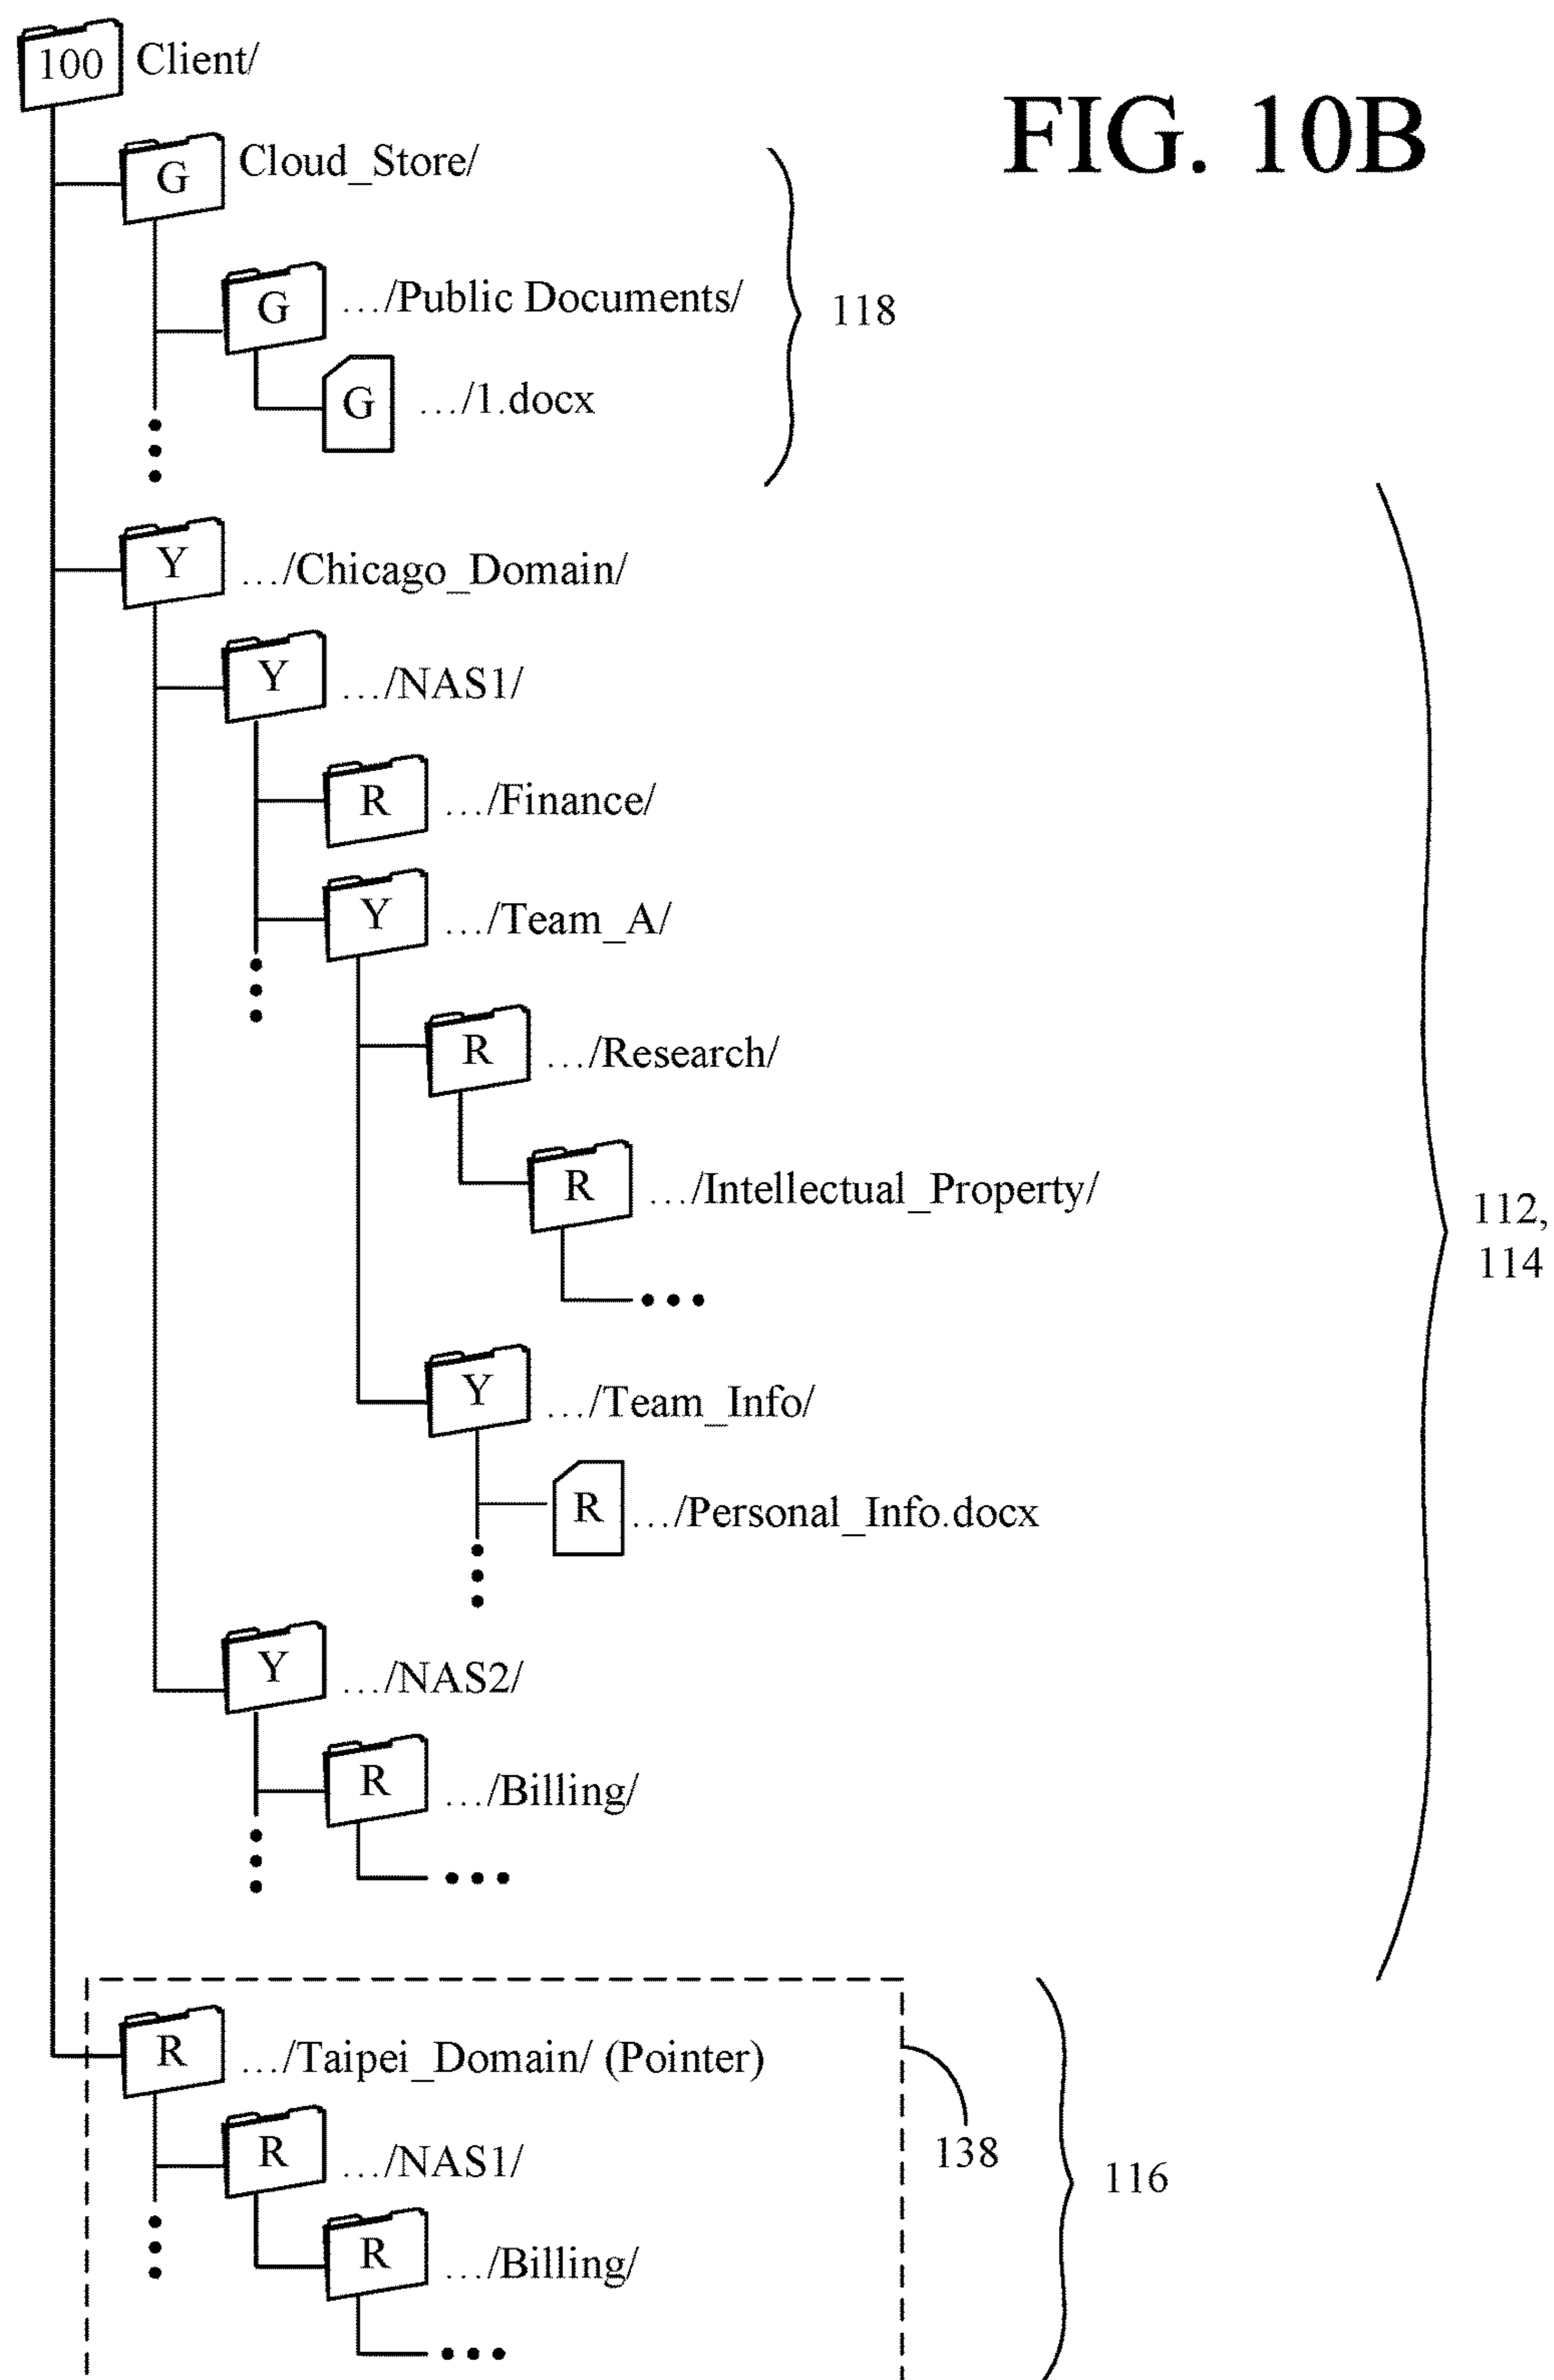 100 Client/
FIG. 10B
G Cloud_Store/
G .../Public Documents/
118
G .../1.docx
Y .../Chicago_Domain/
Y .../NAS1/
R .../Finance/
Y .../Team_A/
R .../Research/
R .../Intellectual_Property/
112,
114
Y .../Team_Info/
R .../Personal_Info.docx
Y .../NAS2/
R .../Billing/
R .../Taipei_Domain/ (Pointer)
138
R .../NAS1/
116
R .../Billing/